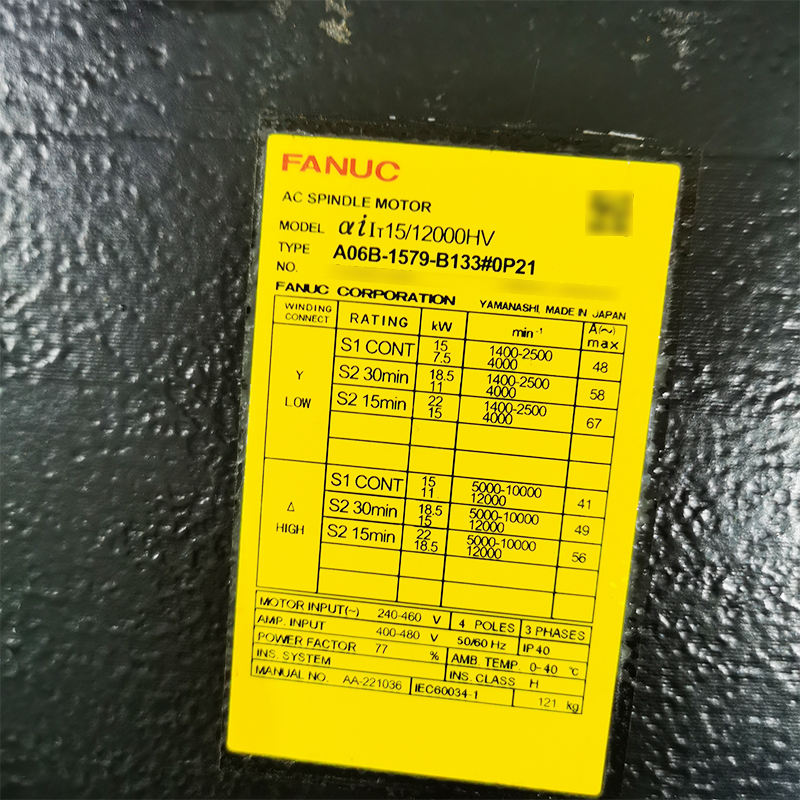 FANUC
AC SPINDLE MOTOR
MODEL αiIT15/12000HV
TYPE A06B-1579-B133#0P21
NO.
FANUC CORPORATION YAMANASHI, MADE IN JAPAN
WINDING CONNECT RATING kW min-1 A(~) max
Y LOW
S1 CONT 15 1400-2500 48
7.5 4000
S2 30min 18.5 1400-2500 58
11 4000
S2 15min 22 1400-2500 67
15 4000
Δ HIGH
S1 CONT 15 5000-10000 41
11 12000
S2 30min 18.5 5000-10000 49
15 12000
S2 15min 22 5000-10000 56
18.5 12000
MOTOR INPUT(~) 240-460 V 4 POLES 3 PHASES
AMP. INPUT 400-480 V 50/60 Hz IP40
POWER FACTOR 77 % AMB. TEMP. 0-40 °C
INS. SYSTEM INS. CLASS H
MANUAL NO. AA-221036 IEC60034-1 121 kg